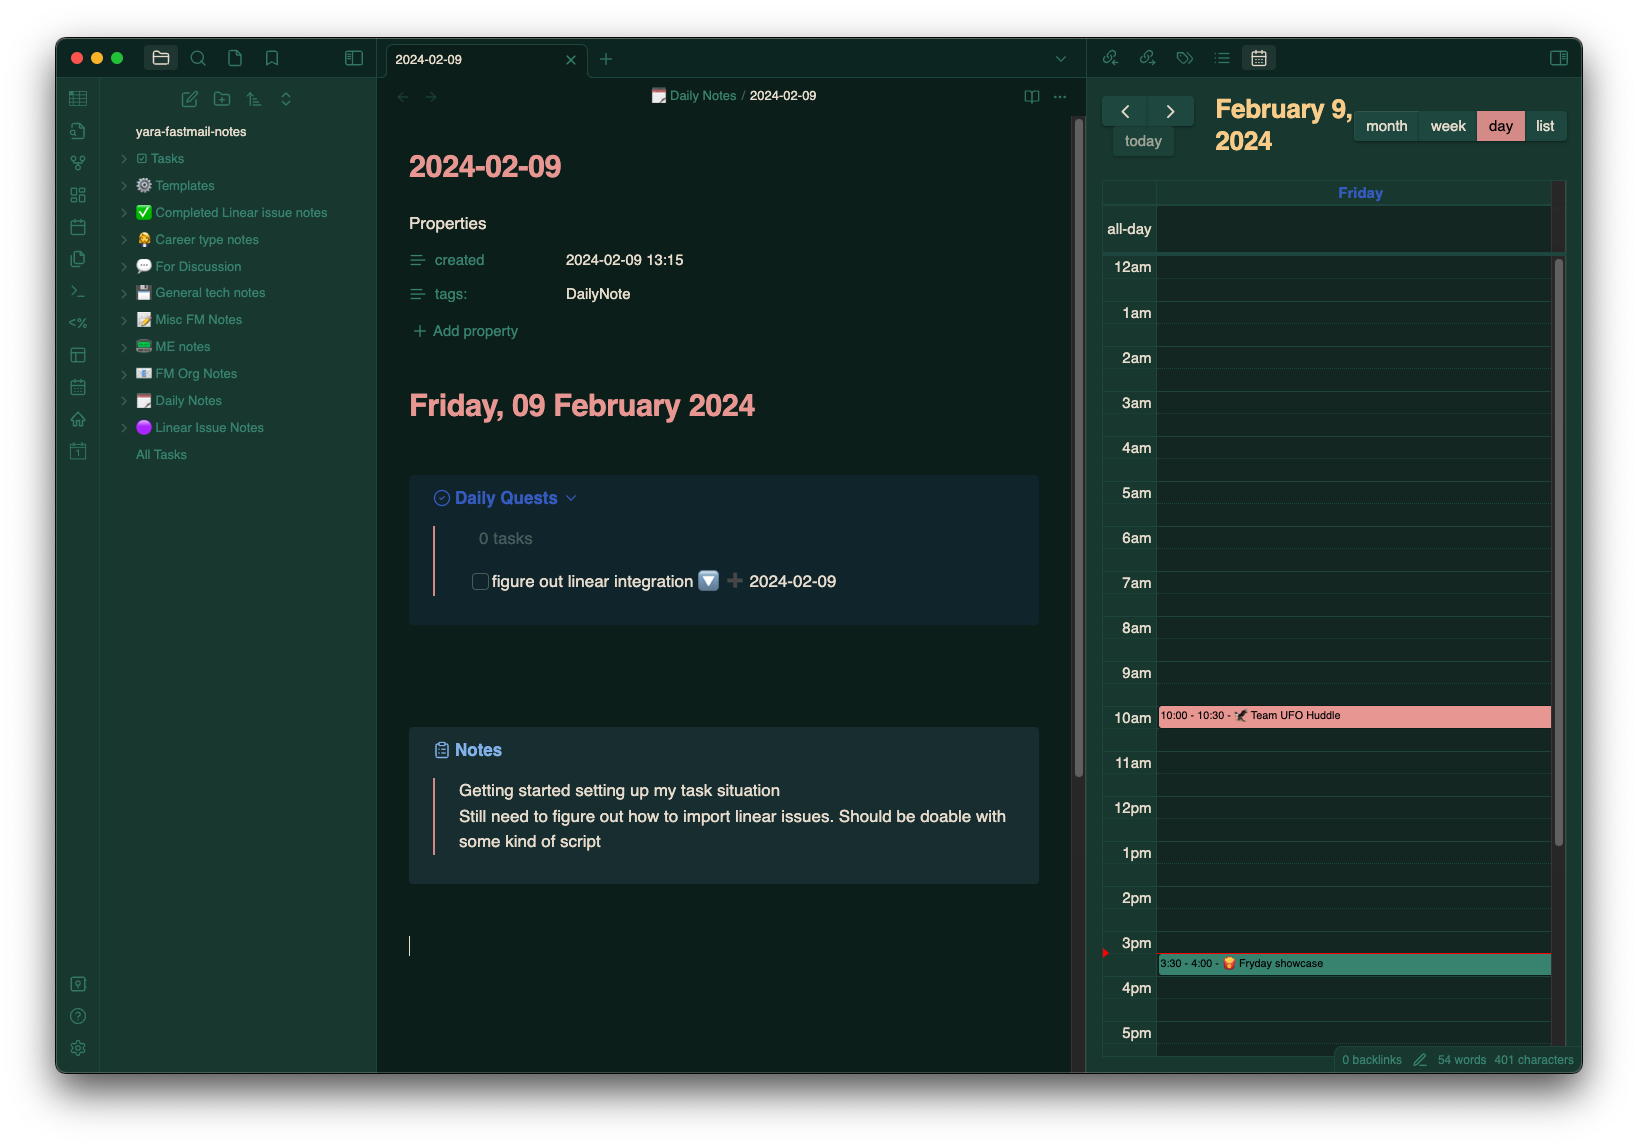 yara-fastmail-notes
Tasks
Templates
Completed Linear issue notes
Career type notes
For Discussion
General tech notes
Misc FM Notes
ME notes
FM Org Notes
Daily Notes
Linear Issue Notes
All Tasks
2024-02-09
Daily Notes / 2024-02-09
2024-02-09
Properties
created 2024-02-09 13:15
tags: DailyNote
Add property
Friday, 09 February 2024
Daily Quests
0 tasks
figure out linear integration 🔽 ➕ 2024-02-09
Notes
Getting started setting up my task situation
Still need to figure out how to import linear issues. Should be doable with
some kind of script
February 9,
2024
today
month week day list
Friday
all-day
12am
1am
2am
3am
4am
5am
6am
7am
8am
9am
10am
10:00 - 10:30 - Team UFO Huddle
11am
12pm
1pm
2pm
3pm
3:30 - 4:00 - 🍟 Fryday showcase
4pm
5pm
0 backlinks 54 words 401 characters